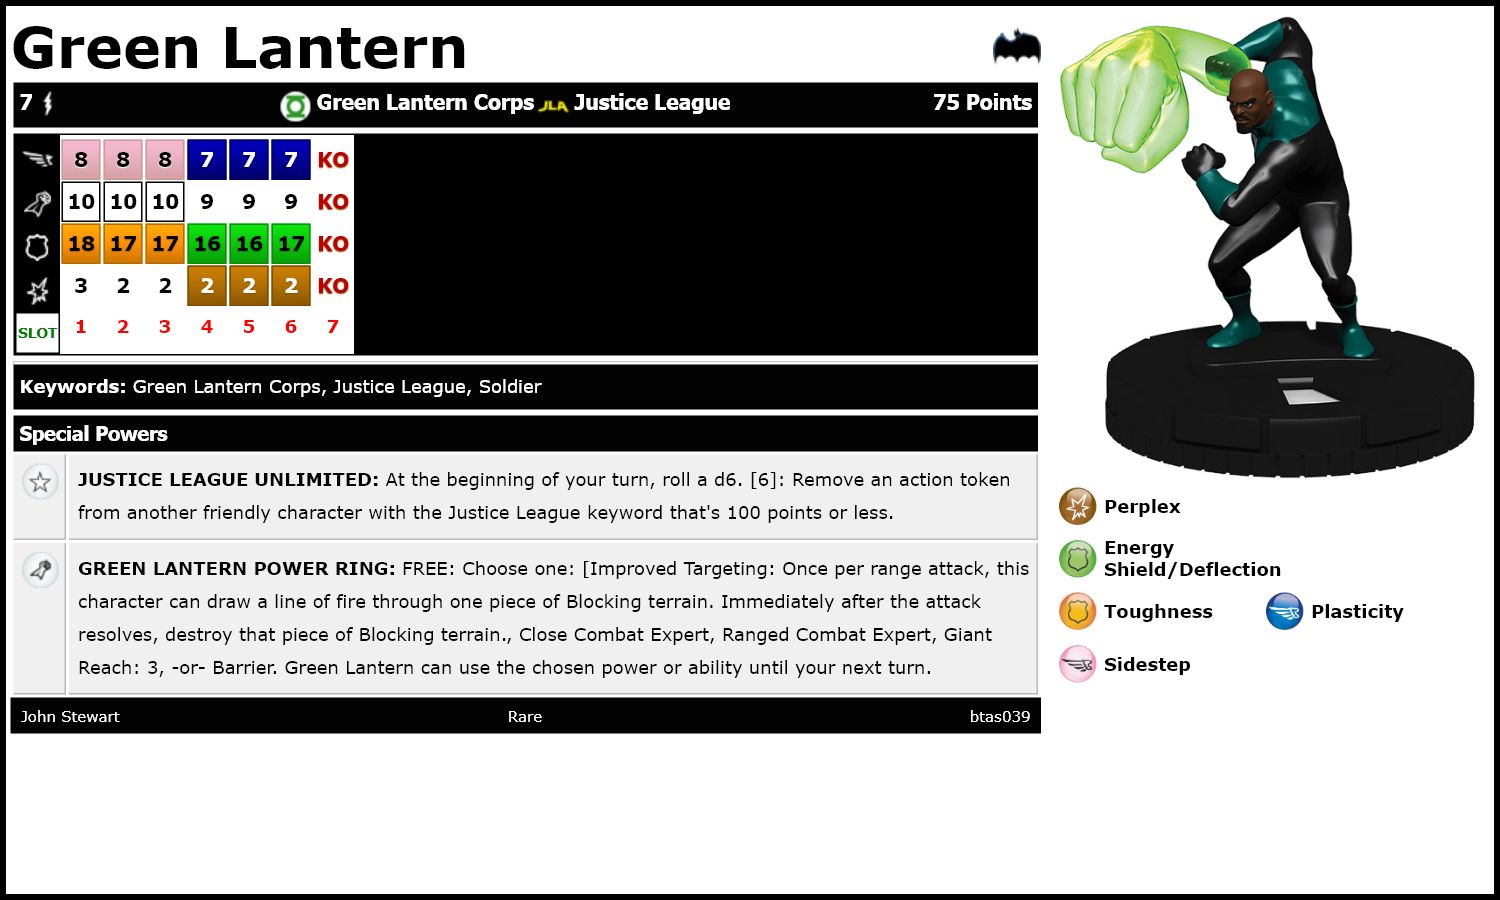 Green Lantern
7 Green Lantern Corps JLA Justice League 75 Points
8 8 8 7 7 7 KO
10 10 10 9 9 9 KO
18 17 17 16 16 17 KO
3 2 2 2 2 2 KO
SLOT 1 2 3 4 5 6 7
Keywords: Green Lantern Corps, Justice League, Soldier
Special Powers
JUSTICE LEAGUE UNLIMITED: At the beginning of your turn, roll a d6. [6]: Remove an action token
from another friendly character with the Justice League keyword that's 100 points or less.
GREEN LANTERN POWER RING: FREE: Choose one: [Improved Targeting: Once per range attack, this
character can draw a line of fire through one piece of Blocking terrain. Immediately after the attack
resolves, destroy that piece of Blocking terrain., Close Combat Expert, Ranged Combat Expert, Giant
Reach: 3, -or- Barrier. Green Lantern can use the chosen power or ability until your next turn.
John Stewart Rare btas039
Perplex
Energy
Shield/Deflection
Toughness Plasticity
Sidestep